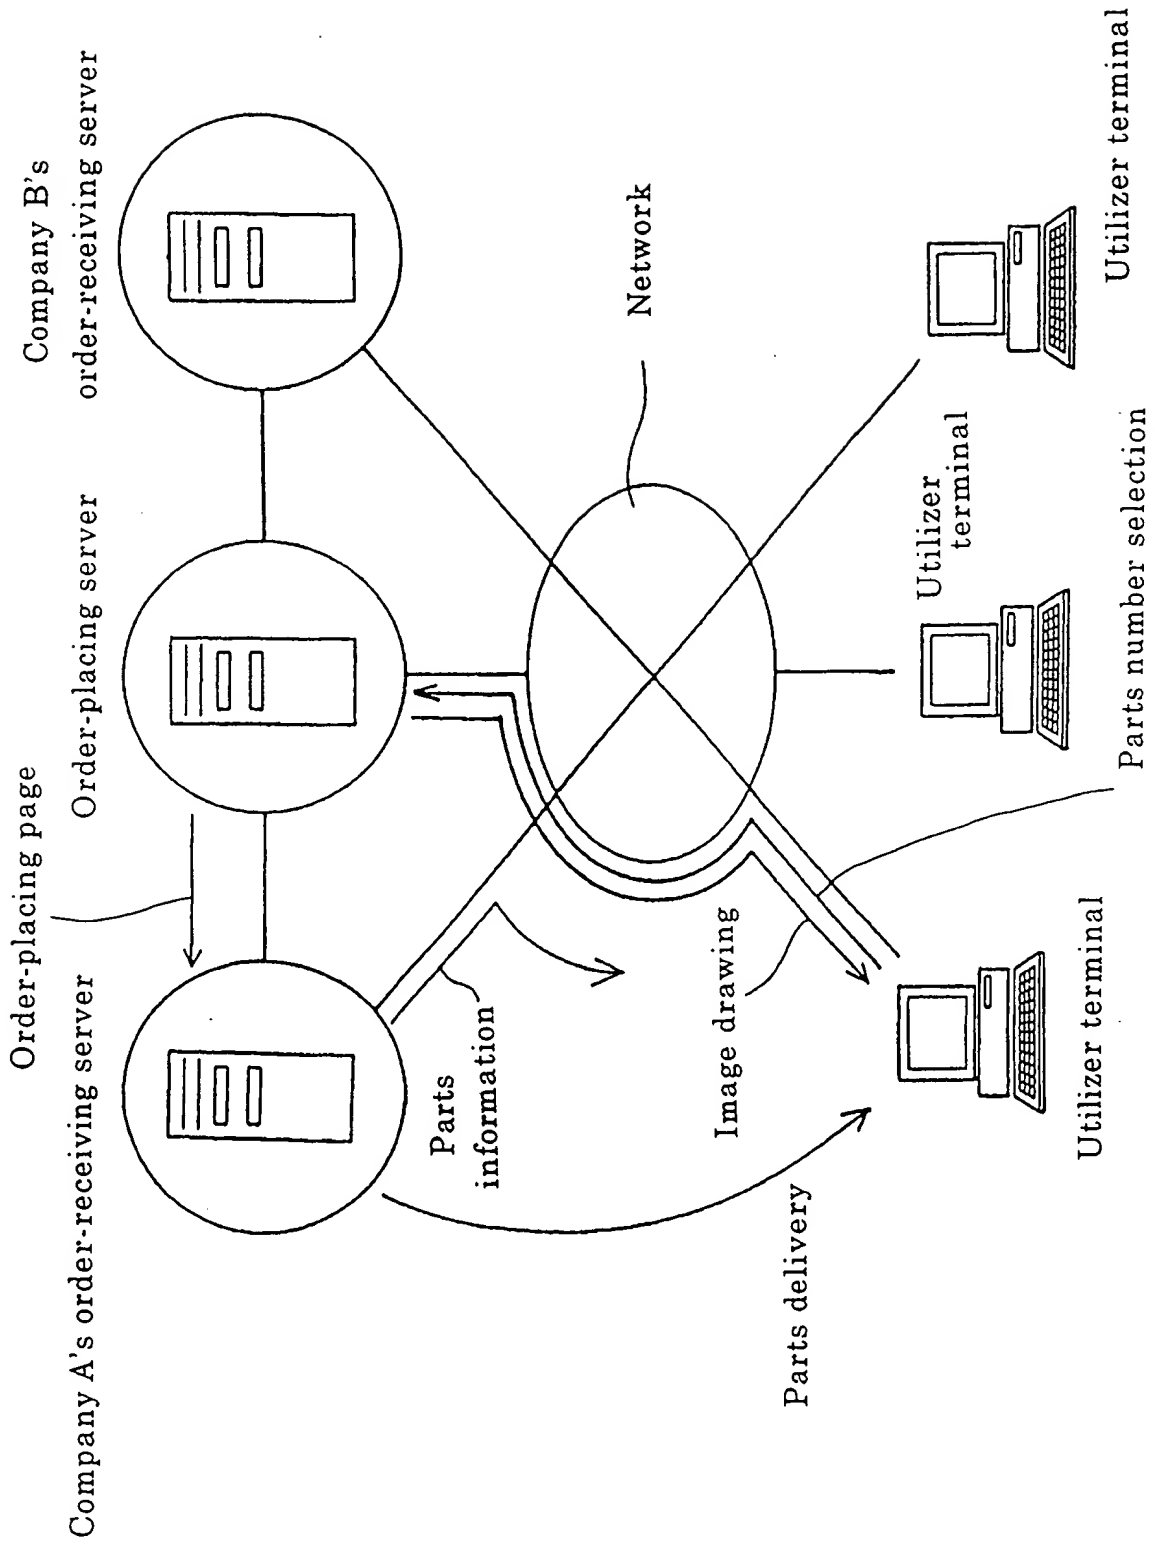 Order-placing page
Company A's order-receiving server
Order-placing server
Company B's
order-receiving server
Parts
information
Network
Image drawing
Parts delivery
Utilizer terminal
Utilizer
terminal
Utilizer terminal
Parts number selection